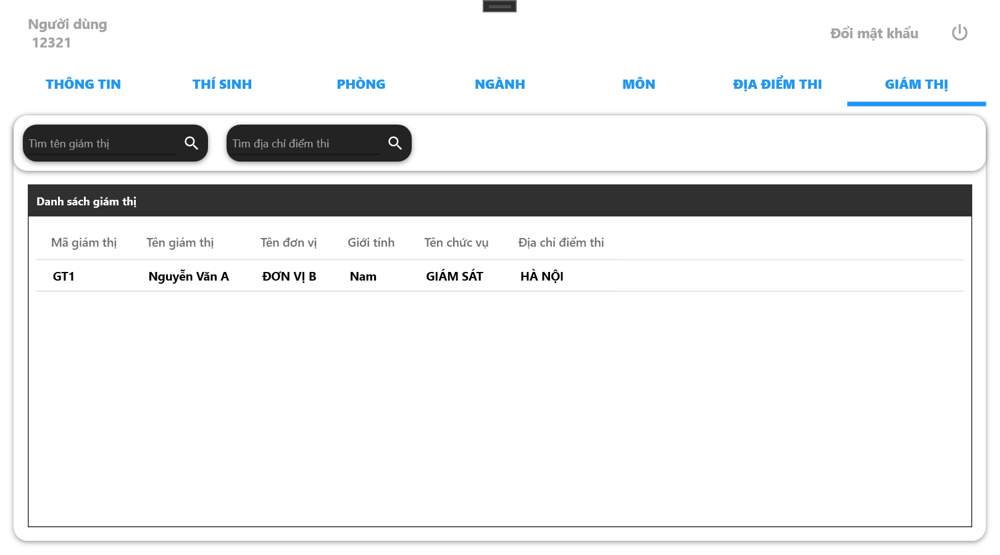 Người dùng
12321
Đổi mật khẩu
THÔNG TIN THÍ SINH PHÒNG NGÀNH MÔN ĐỊA ĐIỂM THI GIÁM THỊ
Tìm tên giám thị Tìm địa chỉ điểm thi
Danh sách giám thị
Mã giám thị Tên giám thị Tên đơn vị Giới tính Tên chức vụ Địa chỉ điểm thi
GT1 Nguyễn Văn A ĐƠN VỊ B Nam GIÁM SÁT HÀ NỘI